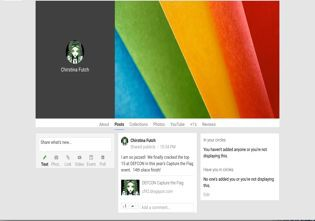 Christina Futch
About Posts Collections Photos YouTube +1's Reviews
Share what's new...
Text Photo Link Video Event Poll
Christina Futch
Shared publicly - 10:34 PM
I am so jazzed! We finally cracked the top
15 at DEFCON in this year's Capture the Flag
event. 14th place finish!
DEFCON Capture the Flag
Add a comment...
In your circles
You haven't added anyone or you're not
displaying this.
Have you in circles
No one's added you or you're not displaying
this.
Edit